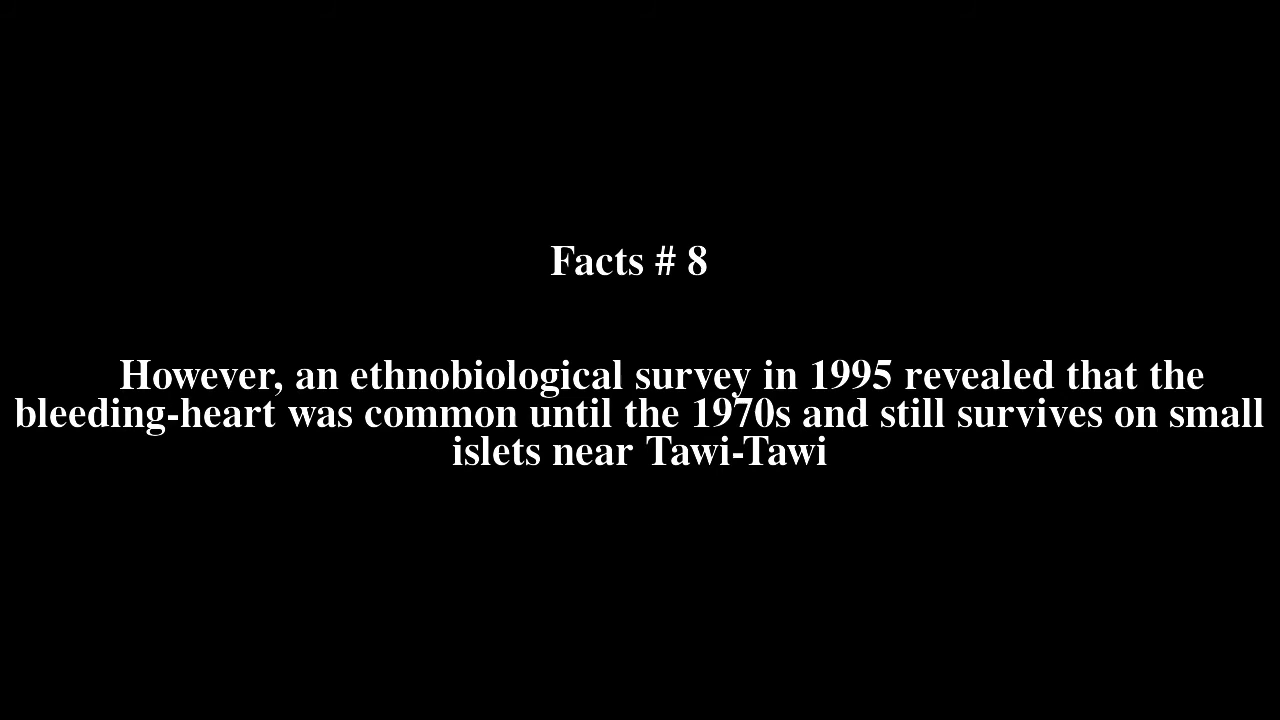 Facts # 8
However, an ethnobiological survey in 1995 revealed that the
bleeding-heart was common until the 1970s and still survives on small
islets near Tawi-Tawi